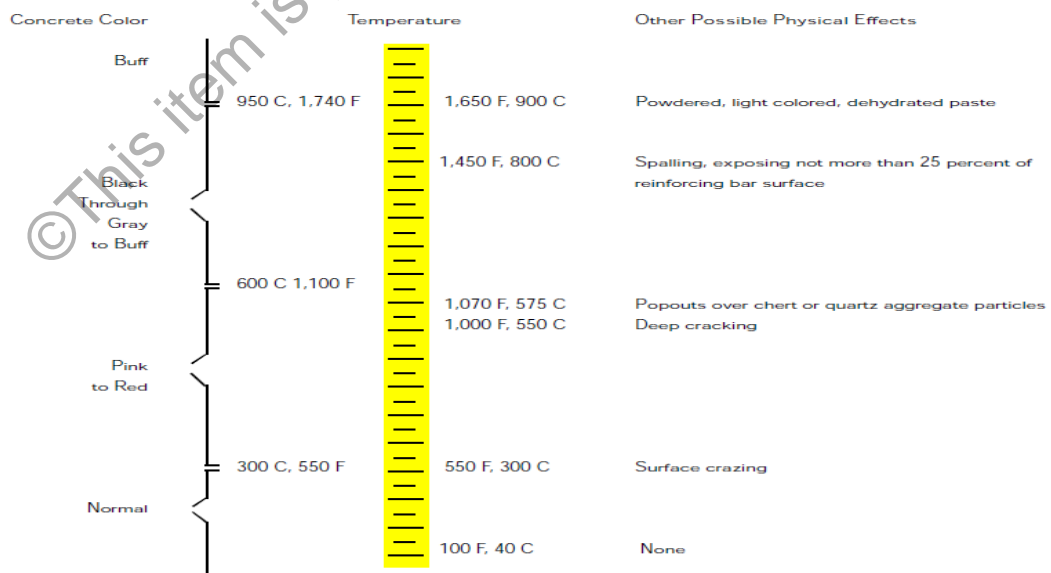 Concrete Color Temperature Other Possible Physical Effects
Buff
950 C, 1,740 F 1,650 F, 900 C Powdered, light colored, dehydrated paste
1,450 F, 800 C Spalling, exposing not more than 25 percent of
reinforcing bar surface
Black
Through
Gray
to Buff
600 C 1,100 F
1,070 F, 575 C Popouts over chert or quartz aggregate particles
1,000 F, 550 C Deep cracking
Pink
to Red
300 C, 550 F 550 F, 300 C Surface crazing
Normal
100 F, 40 C None
©This item is